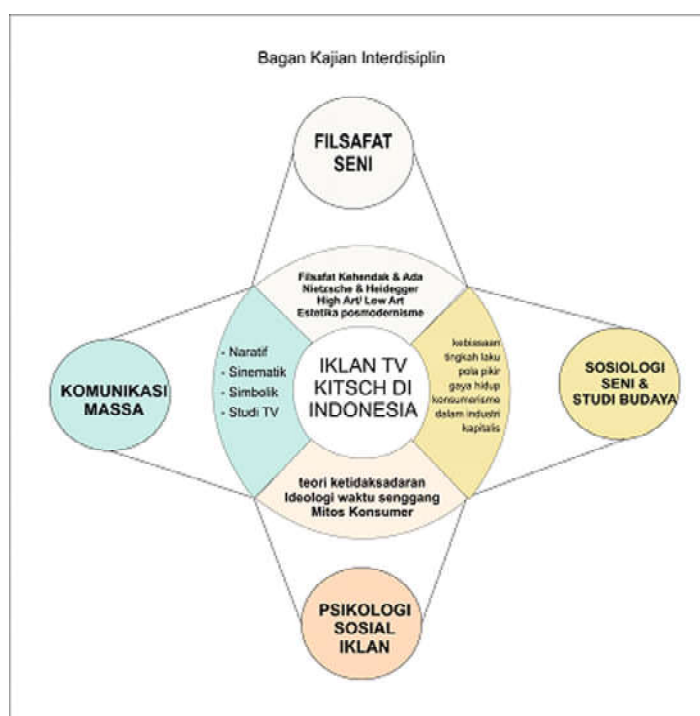 Bagan Kajian Interdisiplin
FILSAFAT
SENI
Filsafat Kehendak & Ada
Nietzsche & Heidegger
High Art/ Low Art
Estetika posmodernisme
KOMUNIKASI
MASSA
- Naratif
- Sinematik
- Simbolik
- Studi TV
IKLAN TV
KITSCH DI
INDONESIA
kebiasaan
tingkah laku
pola pikir
gaya hidup
konsumerisme
dalam industri
kapitalis
SOSIOLOGI
SENI &
STUDI BUDAYA
teori ketidaksadaran
Ideologi waktu senggang
Mitos Konsumer
PSIKOLOGI
SOSIAL
IKLAN